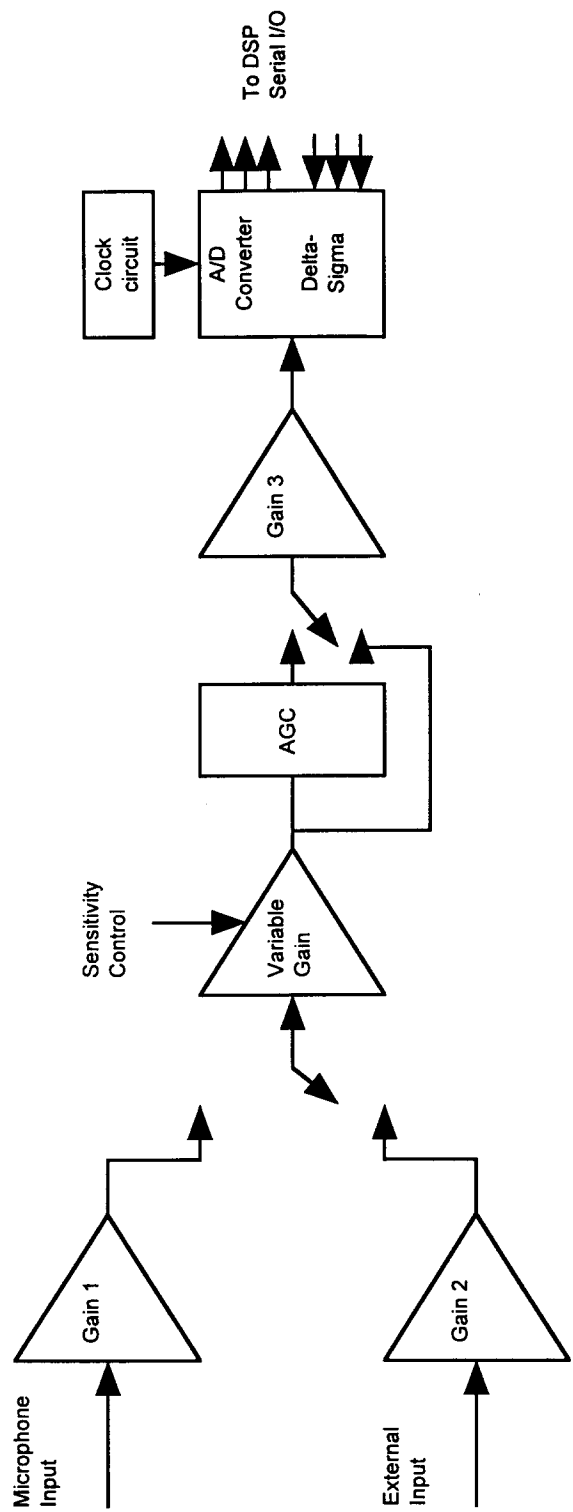 Microphone
Input
Gain 1
External
Input
Gain 2
Sensitivity
Control
Variable
Gain
AGC
Gain 3
Clock
circuit
A/D
Converter
Delta-
Sigma
To DSP
Serial I/O